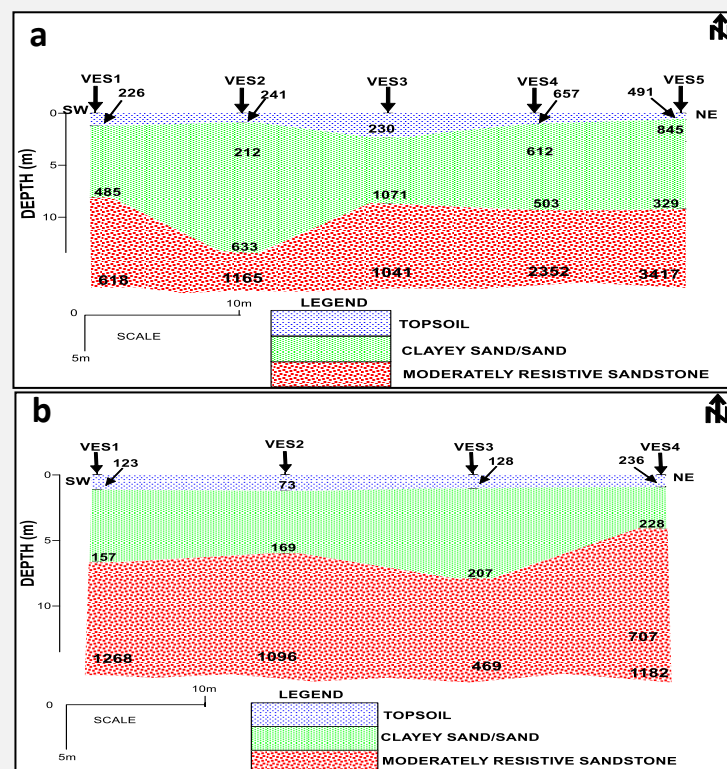 a
N
VES1 VES2 VES3 VES4 VES5
226 241 657 491
SW NE
0
230 845
212 612
5
DEPTH (m)
485 1071 503 329
10
633
618 1165 1041 2352 3417
10m
0
SCALE
5m
LEGEND
TOPSOIL
CLAYEY SAND/SAND
MODERATELY RESISTIVE SANDSTONE
b
N
VES1 VES2 VES3 VES4
123 128 236
SW NE
0
73
228
5
DEPTH (m)
157 169 207
10
707
1268 1096 469 1182
10m
0
SCALE
5m
LEGEND
TOPSOIL
CLAYEY SAND/SAND
MODERATELY RESISTIVE SANDSTONE